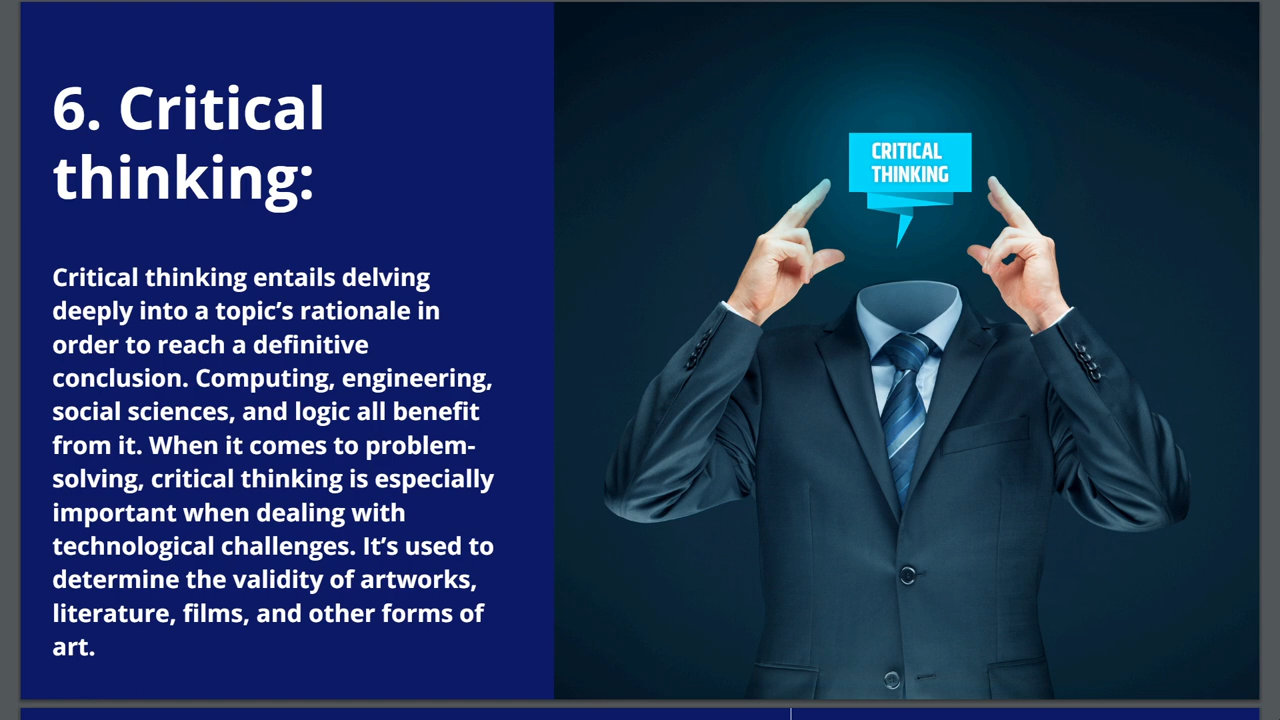 6. Critical
thinking:
Critical thinking entails delving
deeply into a topic’s rationale in
order to reach a definitive
conclusion. Computing, engineering,
social sciences, and logic all benefit
from it. When it comes to problem-
solving, critical thinking is especially
important when dealing with
technological challenges. It’s used to
determine the validity of artworks,
literature, films, and other forms of
art.
CRITICAL
THINKING